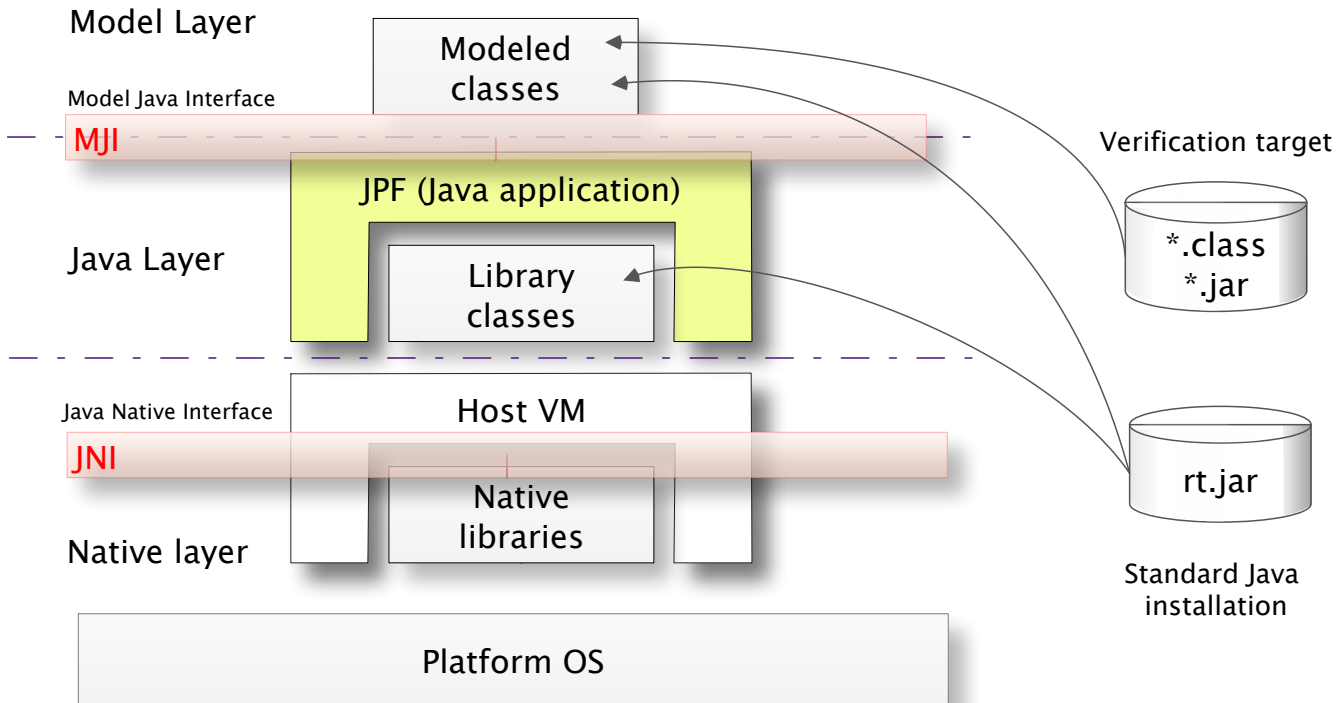 Model Layer
Modeled
classes
Model Java Interface
MJI
Verification target
JPF (Java application)
*.class
*.jar
Java Layer
Library
classes
Java Native Interface
Host VM
JNI
rt.jar
Native
libraries
Native layer
Standard Java
installation
Platform OS